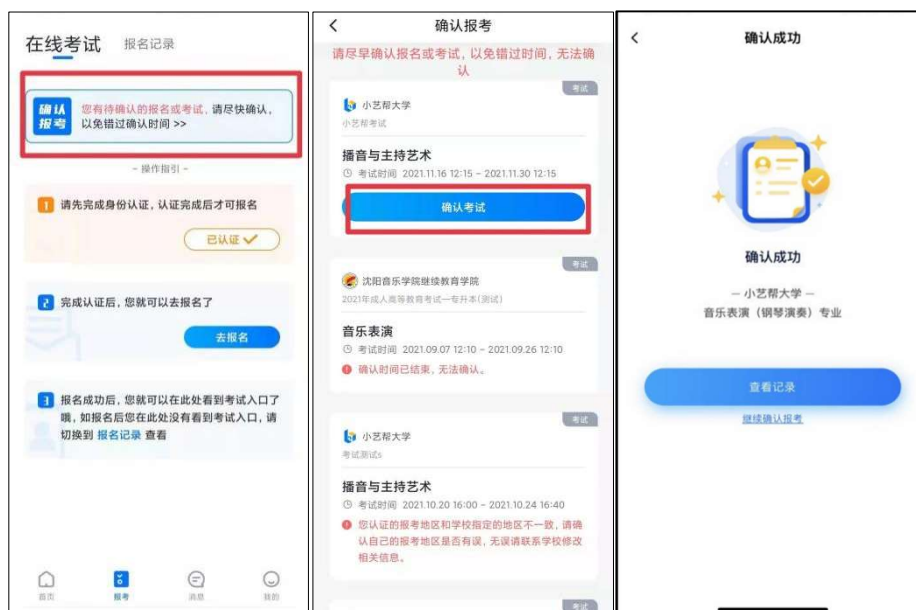 在线考试 报名记录
确认
报考
您有待确认的报名或考试，请尽快确认，
以免错过确认时间 >>
- 操作指引 -
1 请先完成身份认证，认证完成后才可报名
已认证
2 完成认证后，您就可以去报名了
去报名
3 报名成功后，您就可以在此处看到考试入口了
哦，如报名后您在此处没有看到考试入口，请
切换到 报名记录 查看
首页 报考 消息 我的
确认报考
请尽早确认报名或考试，以免错过时间，无法确
认
考试
小艺帮大学
小艺帮考试
播音与主持艺术
考试时间 2021.11.16 12:15 - 2021.11.30 12:15
确认考试
考试
沈阳音乐学院继续教育学院
2021年成人高等教育考试一专升本(测试)
音乐表演
考试时间 2021.09.07 12:10 - 2021.09.26 12:10
确认时间已结束，无法确认。
考试
小艺帮大学
考试测试s
播音与主持艺术
考试时间 2021.10.20 16:00 - 2021.10.24 16:40
您认证的报考地区和学校指定的地区不一致，请确
认自己的报考地区是否有误，无误请联系学校修改
相关信息。
考试
确认成功
确认成功
— 小艺帮大学 —
音乐表演（钢琴演奏）专业
查看记录
继续确认报考